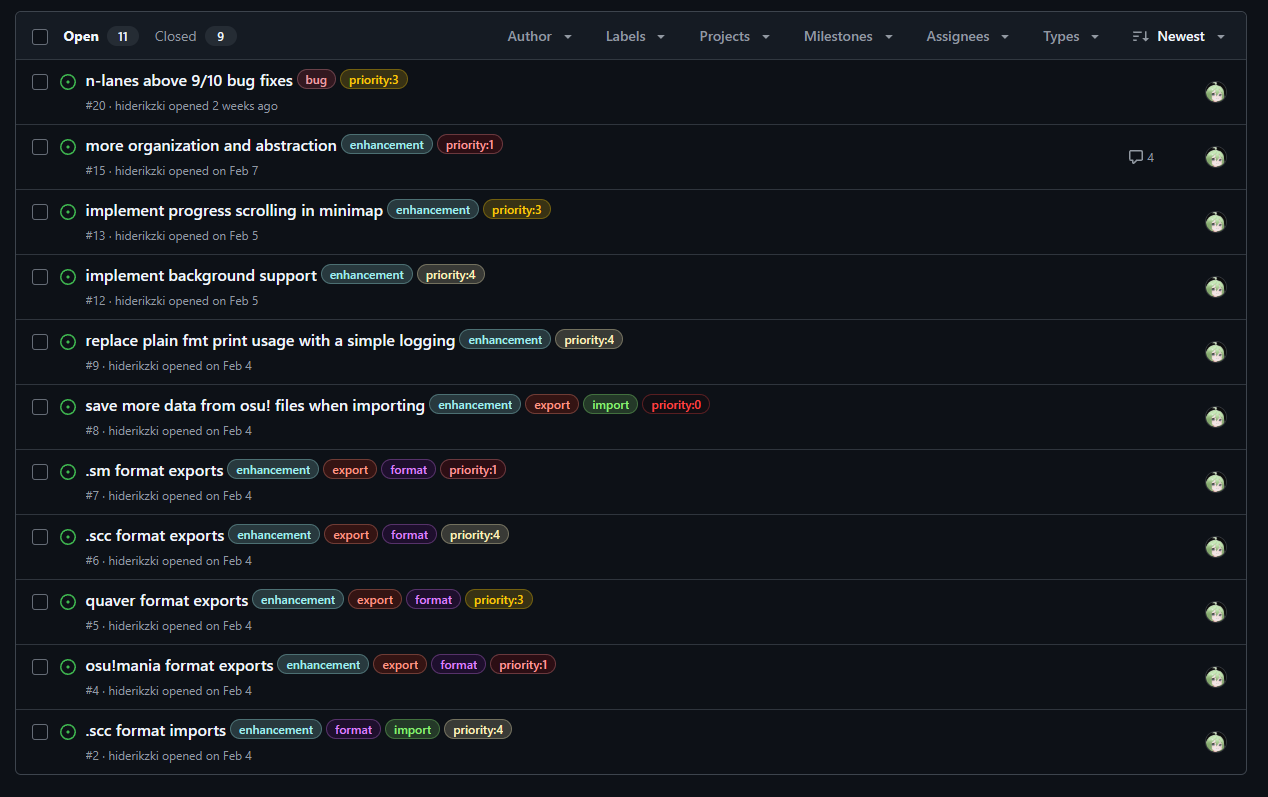 Open 11 Closed 9 Author Labels Projects Milestones Assignees Types Newest
n-lanes above 9/10 bug fixes bug priority:3
#20 · hiderikzki opened 2 weeks ago
more organization and abstraction enhancement priority:1
#15 · hiderikzki opened on Feb 7
4
implement progress scrolling in minimap enhancement priority:3
#13 · hiderikzki opened on Feb 5
implement background support enhancement priority:4
#12 · hiderikzki opened on Feb 5
replace plain fmt print usage with a simple logging enhancement priority:4
#9 · hiderikzki opened on Feb 4
save more data from osu! files when importing enhancement export import priority:0
#8 · hiderikzki opened on Feb 4
.sm format exports enhancement export format priority:1
#7 · hiderikzki opened on Feb 4
.scc format exports enhancement export format priority:4
#6 · hiderikzki opened on Feb 4
quaver format exports enhancement export format priority:3
#5 · hiderikzki opened on Feb 4
osu!mania format exports enhancement export format priority:1
#4 · hiderikzki opened on Feb 4
.scc format imports enhancement format import priority:4
#2 · hiderikzki opened on Feb 4